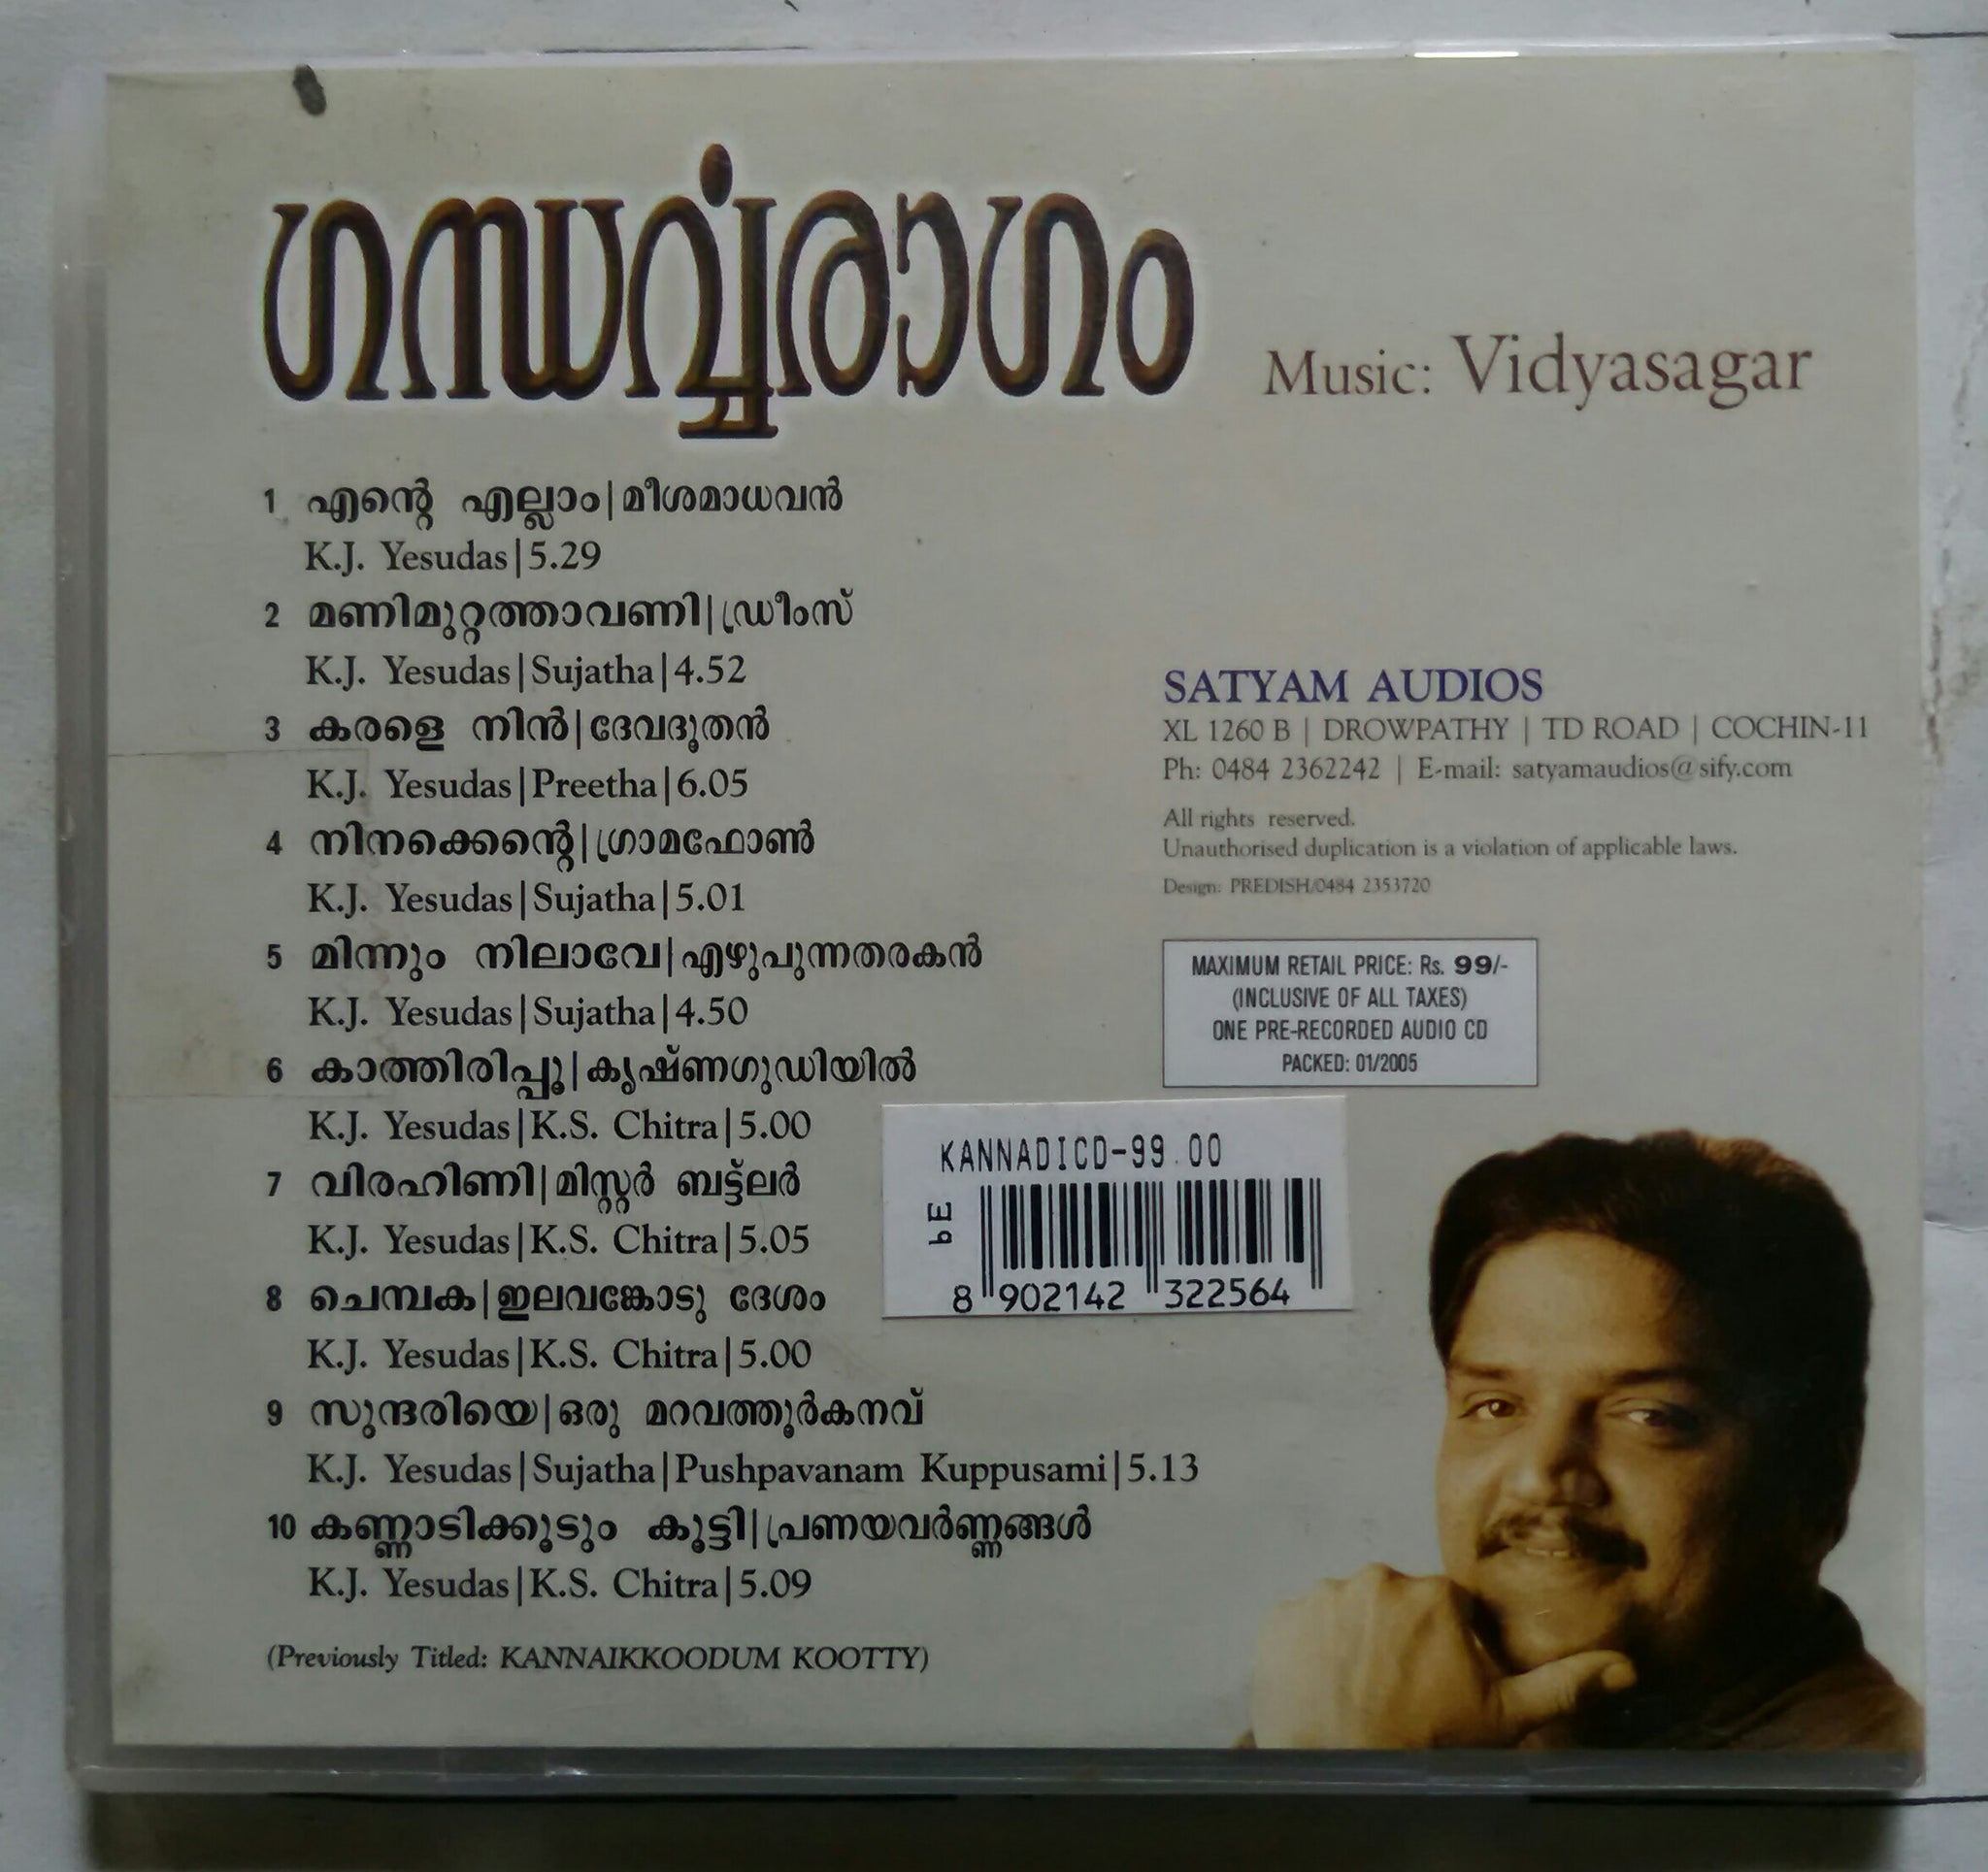 ഗന്ധർവ്വരാഗം
Music: Vidyasagar
1 എന്റെ എല്ലാം|മീശമാധവൻ
K.J. Yesudas|5.29
2 മണിമുറ്റത്താവണി|ഡ്രീംസ്
K.J. Yesudas|Sujatha|4.52
3 കരളെ നിൻ|ദേവദൂതൻ
K.J. Yesudas|Preetha|6.05
4 നിനക്കെന്റെ|ഗ്രാമഫോൺ
K.J. Yesudas|Sujatha|5.01
5 മിന്നും നിലാവേ|എഴുപുന്നതരകൻ
K.J. Yesudas|Sujatha|4.50
6 കാത്തിരിപ്പൂ|കൃഷ്ണഗുഡിയിൽ
K.J. Yesudas|K.S. Chitra|5.00
7 വിരഹിണി|മിസ്റ്റർ ബട്ട്ലർ
K.J. Yesudas|K.S. Chitra|5.05
8 ചെമ്പക|ഇലവങ്കോടു ദേശം
K.J. Yesudas|K.S. Chitra|5.00
9 സുന്ദരിയെ|ഒരു മറവത്തൂർകനവ്
K.J. Yesudas|Sujatha|Pushpavanam Kuppusami|5.13
10 കണ്ണാടിക്കൂടും കൂട്ടി|പ്രണയവർണ്ണങ്ങൾ
K.J. Yesudas|K.S. Chitra|5.09
(Previously Titled: KANNAIKKOODUM KOOTTY)
SATYAM AUDIOS
XL 1260 B | DROWPATHY | TD ROAD | COCHIN-11
Ph: 0484 2362242 | E-mail: satyamaudios@sify.com
All rights reserved.
Unauthorised duplication is a violation of applicable laws.
Design: PREDISH/0484 2353720
MAXIMUM RETAIL PRICE: Rs. 99/-
(INCLUSIVE OF ALL TAXES)
ONE PRE-RECORDED AUDIO CD
PACKED: 01/2005
KANNADICD-99.00
bE
8 902142 322564